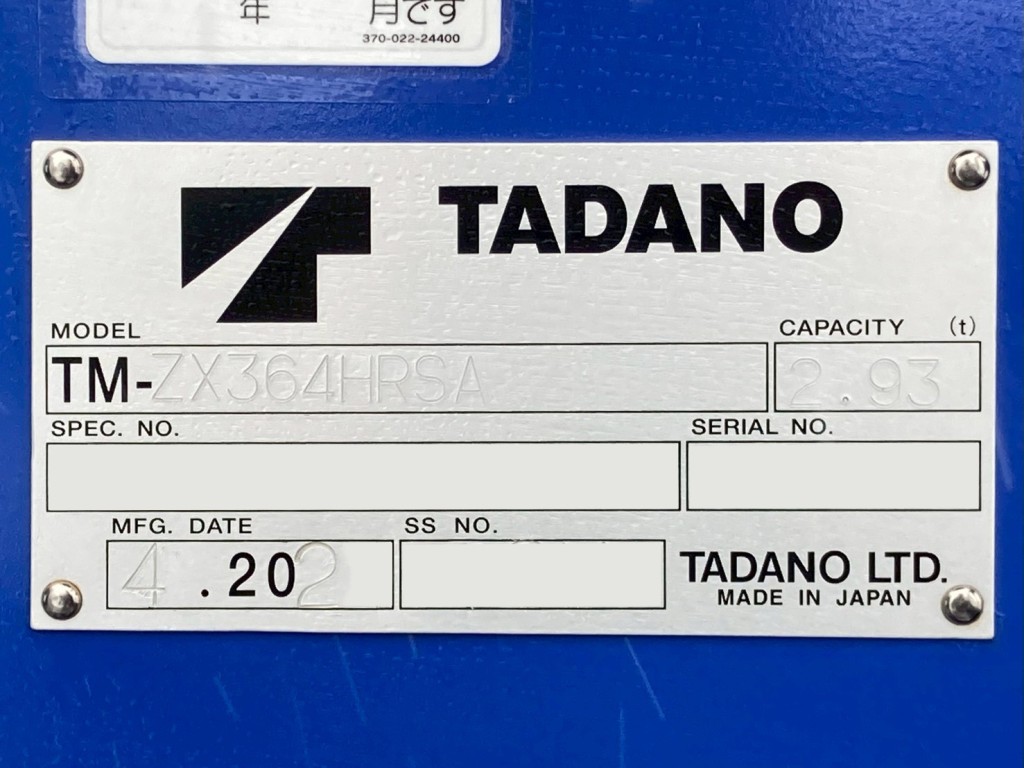 年 月です
370-022-24400
TADANO
MODEL
CAPACITY (t)
TM-ZX364HRSA
2.93
SPEC. NO.
SERIAL NO.
MFG. DATE
SS NO.
4 .202
TADANO LTD.
MADE IN JAPAN